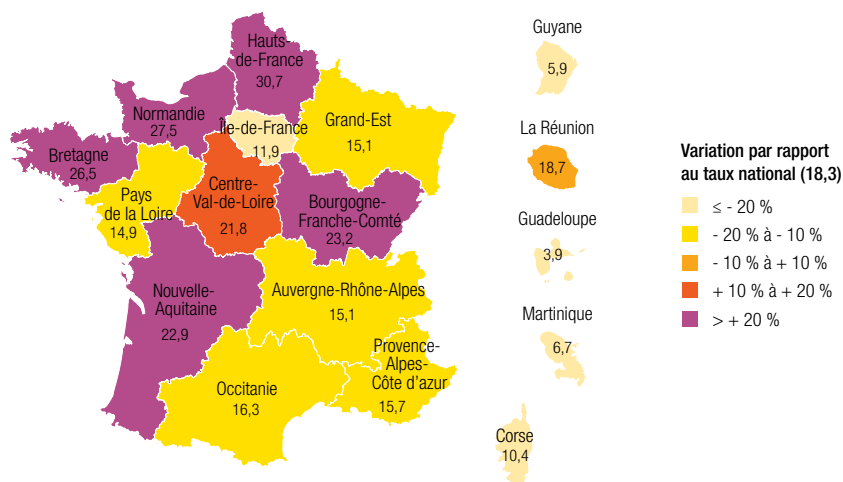 Hauts-
de-France
30,7
Normandie
27,5
Île-de-France
11,9
Grand-Est
15,1
Bretagne
26,5
Pays
de la Loire
14,9
Centre-
Val-de-Loire
21,8
Bourgogne-
Franche-Comté
23,2
Nouvelle-
Aquitaine
22,9
Auvergne-Rhône-Alpes
15,1
Provence-
Alpes-
Côte d'azur
15,7
Occitanie
16,3
Guyane
5,9
La Réunion
18,7
Guadeloupe
3,9
Martinique
6,7
Corse
10,4
Variation par rapport
au taux national (18,3)
≤ - 20 %
- 20 % à - 10 %
- 10 % à + 10 %
+ 10 % à + 20 %
> + 20 %